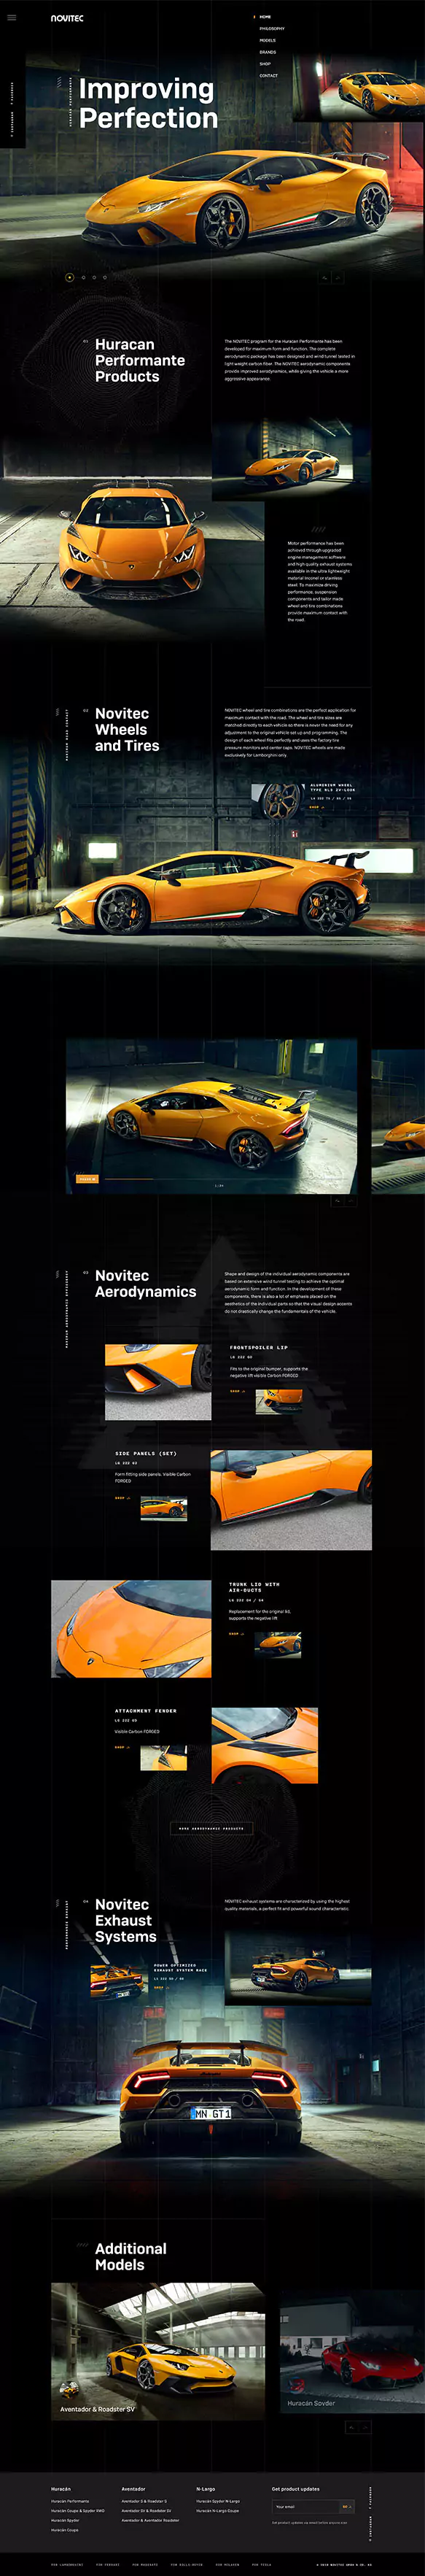 NOVITEC
HOME
PHILOSOPHY
MODELS
BRANDS
SHOP
CONTACT
Improving
Perfection
01
Huracan
Performante
Products
The NOVITEC program for the Huracan Performante has been
developed for maximum form and function. The complete
aerodynamic package has been designed and wind tunnel tested in
light-weight carbon fiber. The NOVITEC aerodynamic components
provide improved aerodynamics, while giving the vehicle a more
aggressive appearance.
Motor performance has been
achieved through upgraded
engine management software
and high quality exhaust systems
available in the ultra lightweight
material Inconel or stainless
steel. To maximize driving
performance, suspension
components and tailor made
wheel and tire combinations
provide maximum contact with
the road.
02
Novitec
Wheels
and Tires
NOVITEC wheel and tire combinations are the perfect application for
maximum contact with the road. The wheel and tire sizes are
matched directly to each vehicle so there is never the need for any
adjustment to the original vehicle set up and programming. The
design of each wheel fits perfectly and uses the factory tire
pressure monitors and center caps. NOVITEC wheels are made
exclusively for Lamborghini only.
ALUMINIUM WHEEL
SHOP
03
Novitec
Aerodynamics
Shape and design of the individual aerodynamic components are
based on extensive wind tunnel testing to achieve the optimal
aerodynamic form and function. In the development of these
components, there is also a lot of emphasis placed on the
aesthetics of the individual parts so that the visual design accents
do not drastically change the fundamentals of the vehicle.
FRONTSPOILER LIP
Fits to the original bumper, supports the
negative lift visible Carbon FORGED
SHOP
SIDE PANELS (SET)
Form fitting side panels. Visible Carbon
FORGED
SHOP
TRUNK LID WITH
AIR-DUCTS
Replacement for the original lid,
supports the negative lift
SHOP
ATTACHMENT FENDER
Visible Carbon FORGED
SHOP
MORE AERODYNAMIC PRODUCTS
04
Novitec
Exhaust
Systems
NOVITEC exhaust systems are characterized by using the highest
quality materials, a perfect fit and powerful sound characteristic.
POWER OPTIMIZED
EXHAUST SYSTEM RACE
SHOP
MN GT1
Additional
Models
Aventador & Roadster SV
Huracán Spyder
Huracán
Huracán Performante
Huracán Coupe & Spyder RWD
Huracán Spyder
Huracán Coupe
Aventador
Aventador S & Roadster S
Aventador SV & Roadster SV
Aventador & Aventador Roadster
N-Largo
Huracán Spyder N-Largo
Huracán N-Largo Coupe
Get product updates
Your email
FOR LAMBORGHINI
FOR FERRARI
FOR MASERATI
FOR ROLLS-ROYCE
FOR MCLAREN
FOR TESLA